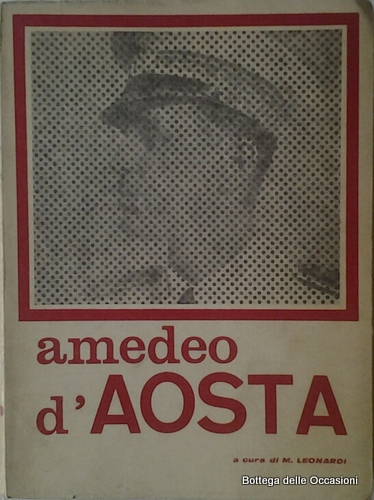 amedeo
d'AOSTA
a cura di M. LEONARDI
Bottega delle Occasioni